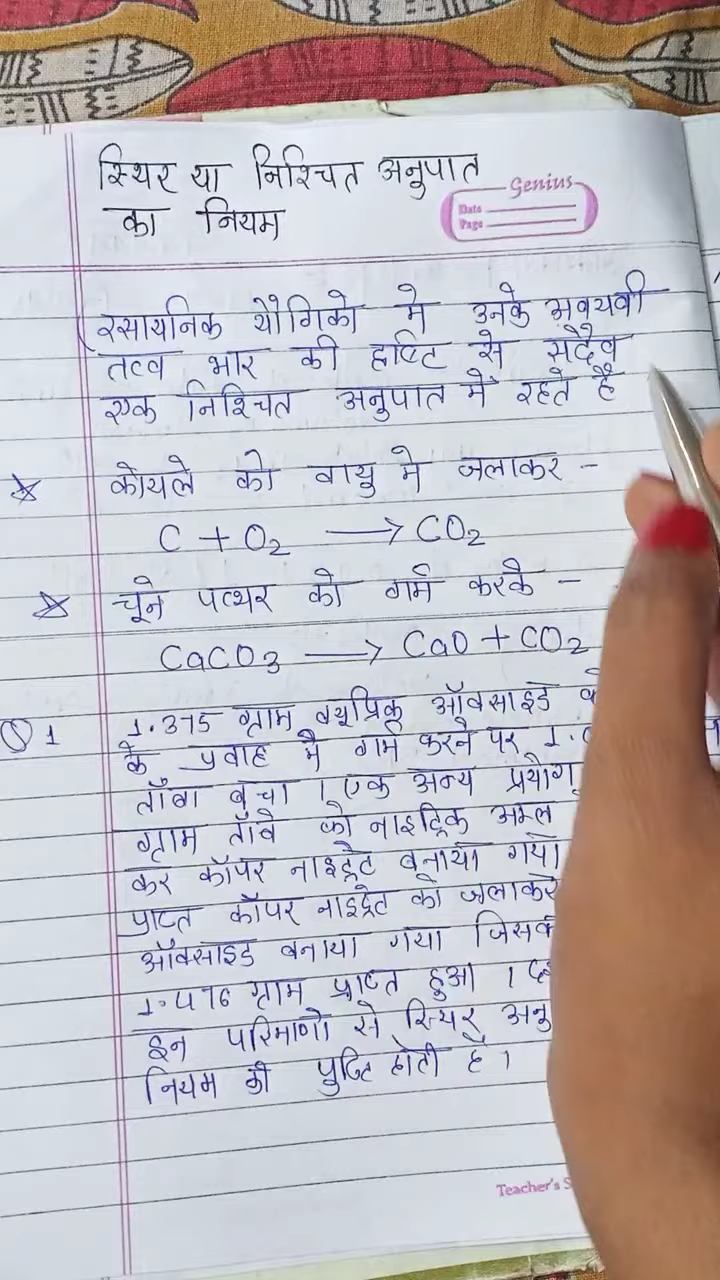 स्थिर या निश्चित अनुपात
का नियम
Genius
Date
Page
रसायनिक यौगिको मे उनके अवयवी
तत्व भार की दृष्टि से सदैव
एक निश्चित अनुपात में रहते है
कोयले को वायु मे जलाकर –
C + O₂ ⟶ CO₂
चूने पत्थर को गर्म करके –
CaCO₃ ⟶ CaO + CO₂
Q 1 1.375 ग्राम क्यूप्रिक ऑक्साइड
के प्रवाह मे गर्म करने पर
ताँबा बचा । एक अन्य प्रयोग
ग्राम ताँबे को नाइट्रिक अम्ल
कर कॉपर नाइट्रेट बनाया गया
प्राप्त कॉपर नाइट्रेट को जलाकर
ऑक्साइड बनाया गया
1.476 ग्राम प्राप्त हुआ ।
इन परिमाणो से स्थिर
नियम की पुष्टि होती है ।
Teacher's